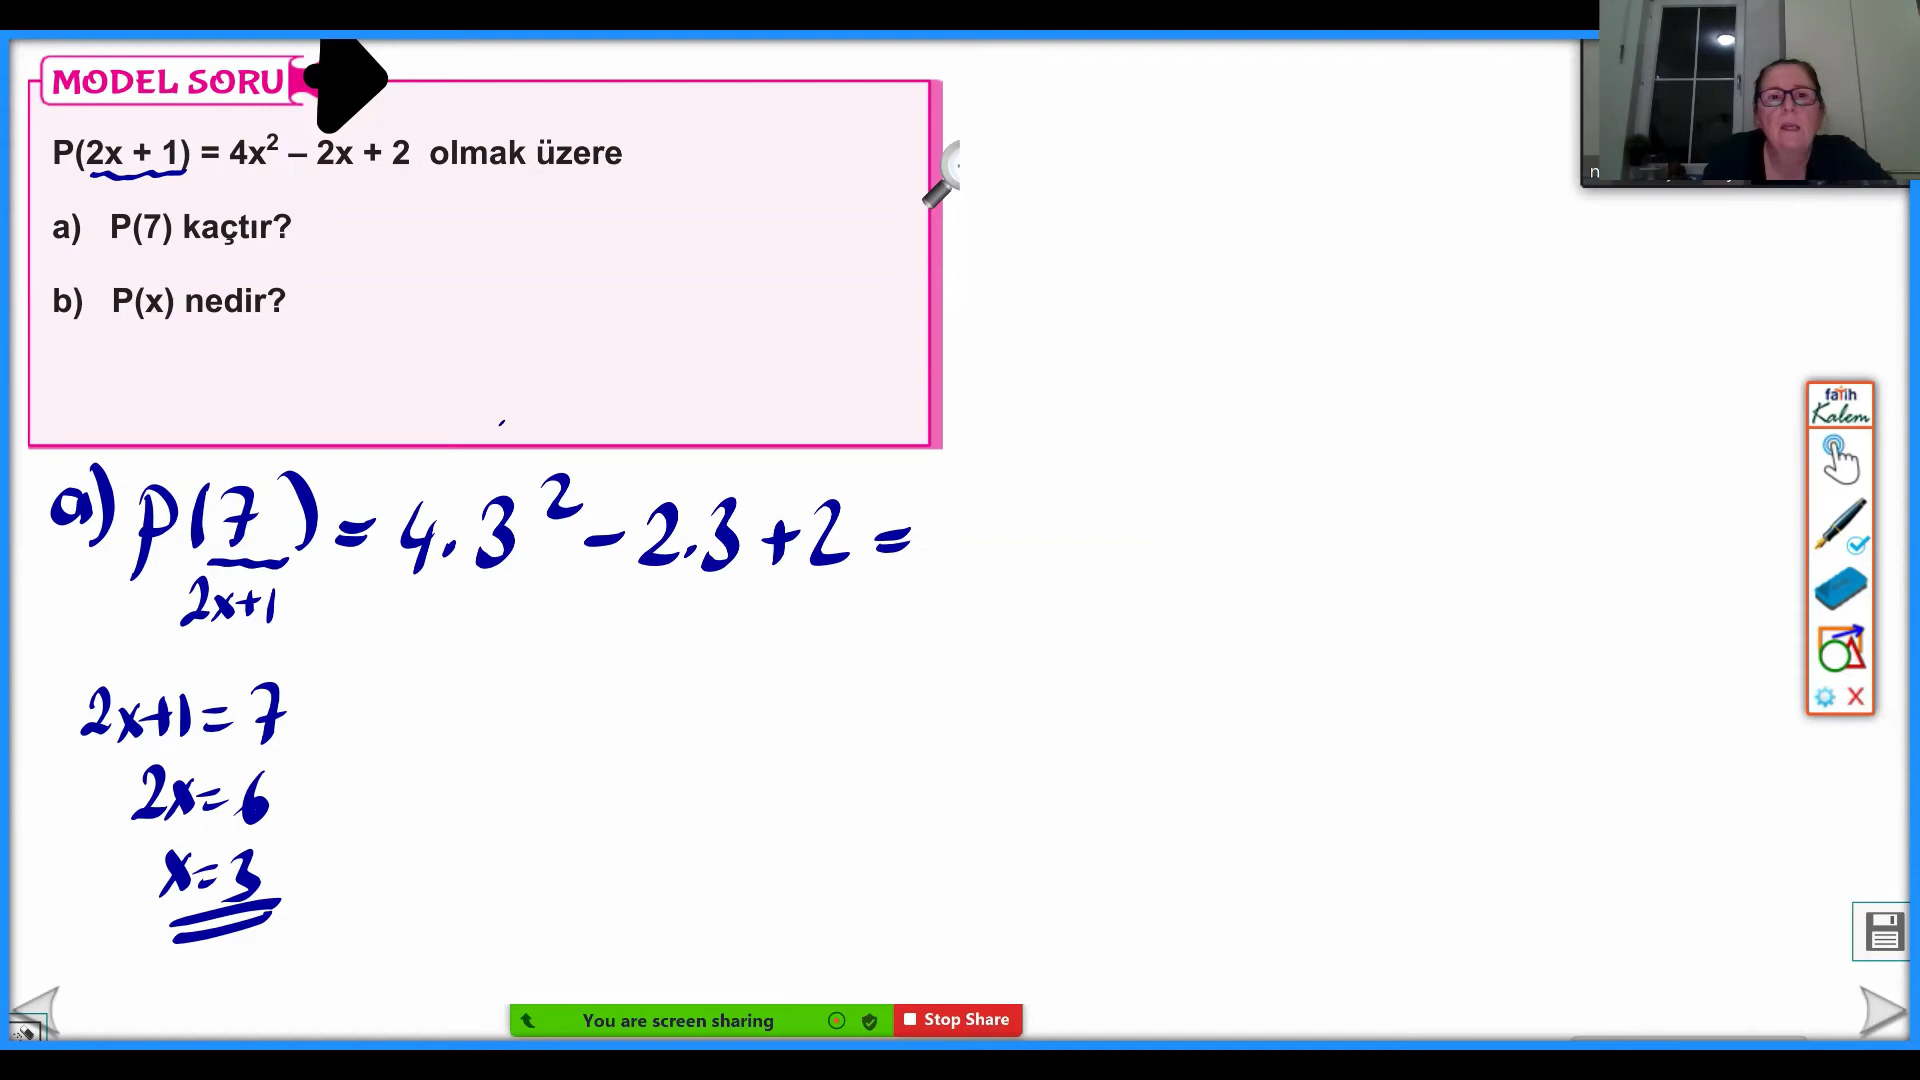 MODEL SORU
P(2x + 1) = 4x² – 2x + 2 olmak üzere
a) P(7) kaçtır?
b) P(x) nedir?
a) P(7) = 4.3² - 2.3 + 2 =
2x+1
2x+1=7
2x=6
x=3
n
fatih
Kalem
You are screen sharing
Stop Share